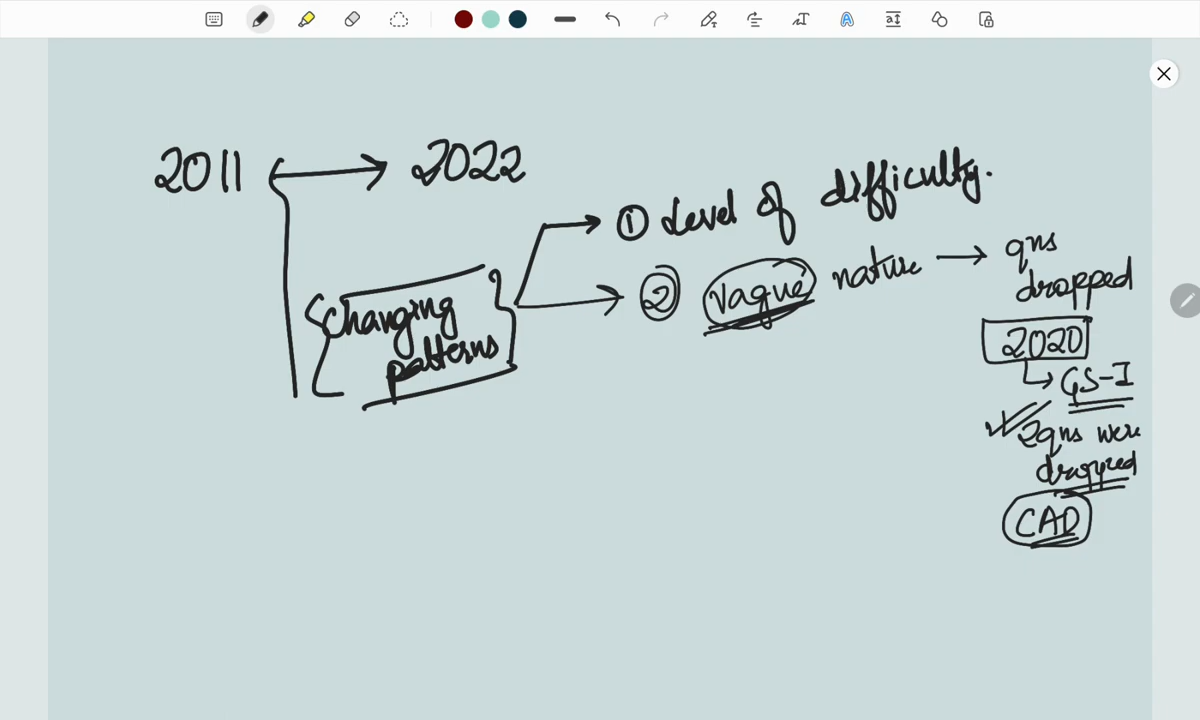 2011 ⟷ 2022
① Level of difficulty.
② Vague nature → qns
dropped
Changing
patterns
2020
↳ GS-I
2qns were
dropped
CAD